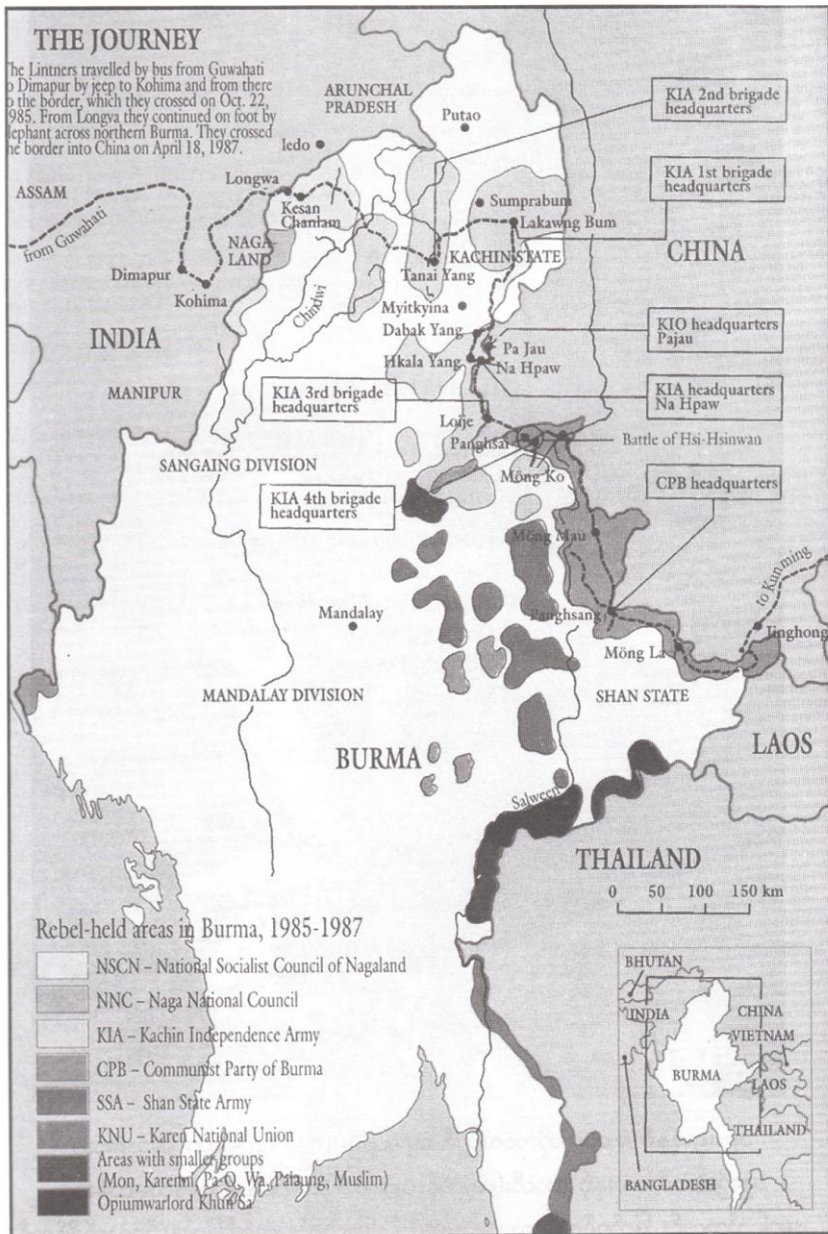 THE JOURNEY
he Lintners travelled by bus from Guwahati
o Dimapur by jeep to Kohima and from there
o the border, which they crossed on Oct. 22,
985. From Longva they continued on foot by
lephant across northern Burma. They crossed
he border into China on April 18, 1987.
ARUNCHAL
PRADESH
Putao
KIA 2nd brigade
headquarters
Iedo
KIA 1st brigade
headquarters
ASSAM
Longwa
Kesan
Chanlam
Sumprabum
Lakawng Bum
from Guwahati
NAGA-
LAND
KACHIN STATE
CHINA
Dimapur
Kohima
Tanai Yang
Chindwi
Myitkyina
Dabak Yang
KIO headquarters
Pajau
INDIA
Pa Jau
Hkala Yang
Na Hpaw
MANIPUR
KIA 3rd brigade
headquarters
KIA headquarters
Na Hpaw
Loije
Panghsai
Battle of Hsi-Hsinwan
SANGAING DIVISION
Möng Ko
CPB headquarters
KIA 4th brigade
headquarters
Möng Mau
to Kunming
Mandalay
Panghsang
Jinghong
Möng La
MANDALAY DIVISION
SHAN STATE
BURMA
LAOS
Salween
THAILAND
0 50 100 150 km
Rebel-held areas in Burma, 1985-1987
NSCN – National Socialist Council of Nagaland
NNC – Naga National Council
KIA – Kachin Independence Army
CPB – Communist Party of Burma
SSA – Shan State Army
KNU – Karen National Union
Areas with smaller groups
(Mon, Karenni, Pa-O, Wa, Palaung, Muslim)
Opiumwarlord Khun Sa
BHUTAN
INDIA
CHINA
VIETNAM
BURMA
LAOS
THAILAND
BANGLADESH